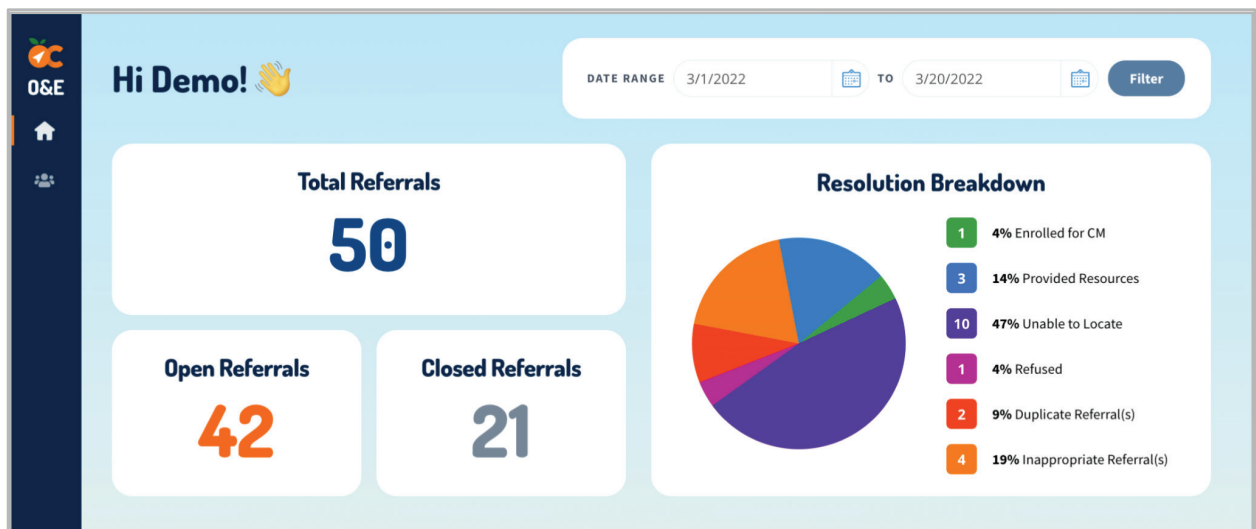 OC
O&E
Hi Demo! 👋
DATE RANGE 3/1/2022 TO 3/20/2022 Filter
Total Referrals
50
Open Referrals
42
Closed Referrals
21
Resolution Breakdown
1 4% Enrolled for CM
3 14% Provided Resources
10 47% Unable to Locate
1 4% Refused
2 9% Duplicate Referral(s)
4 19% Inappropriate Referral(s)